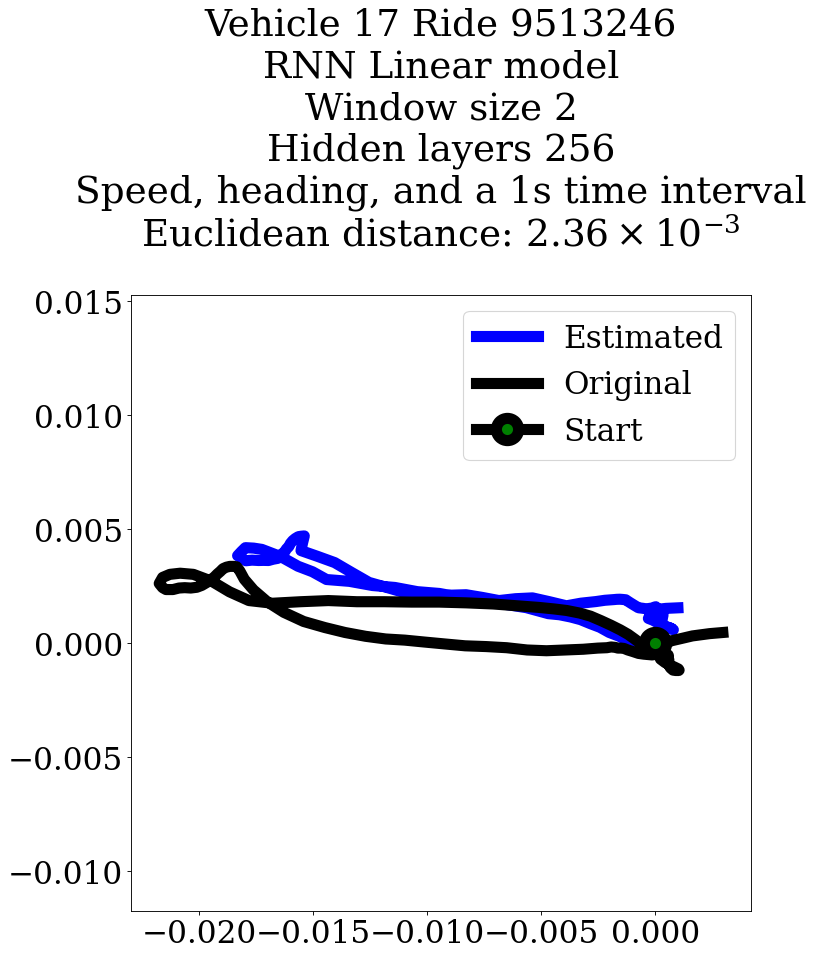 Vehicle 17 Ride 9513246
RNN Linear model
Window size 2
Hidden layers 256
Speed, heading, and a 1s time interval
Euclidean distance: 2.36 × 10⁻³
0.015
Estimated
Original
Start
0.010
0.005
0.000
−0.005
−0.010
−0.020 −0.015 −0.010 −0.005 0.000